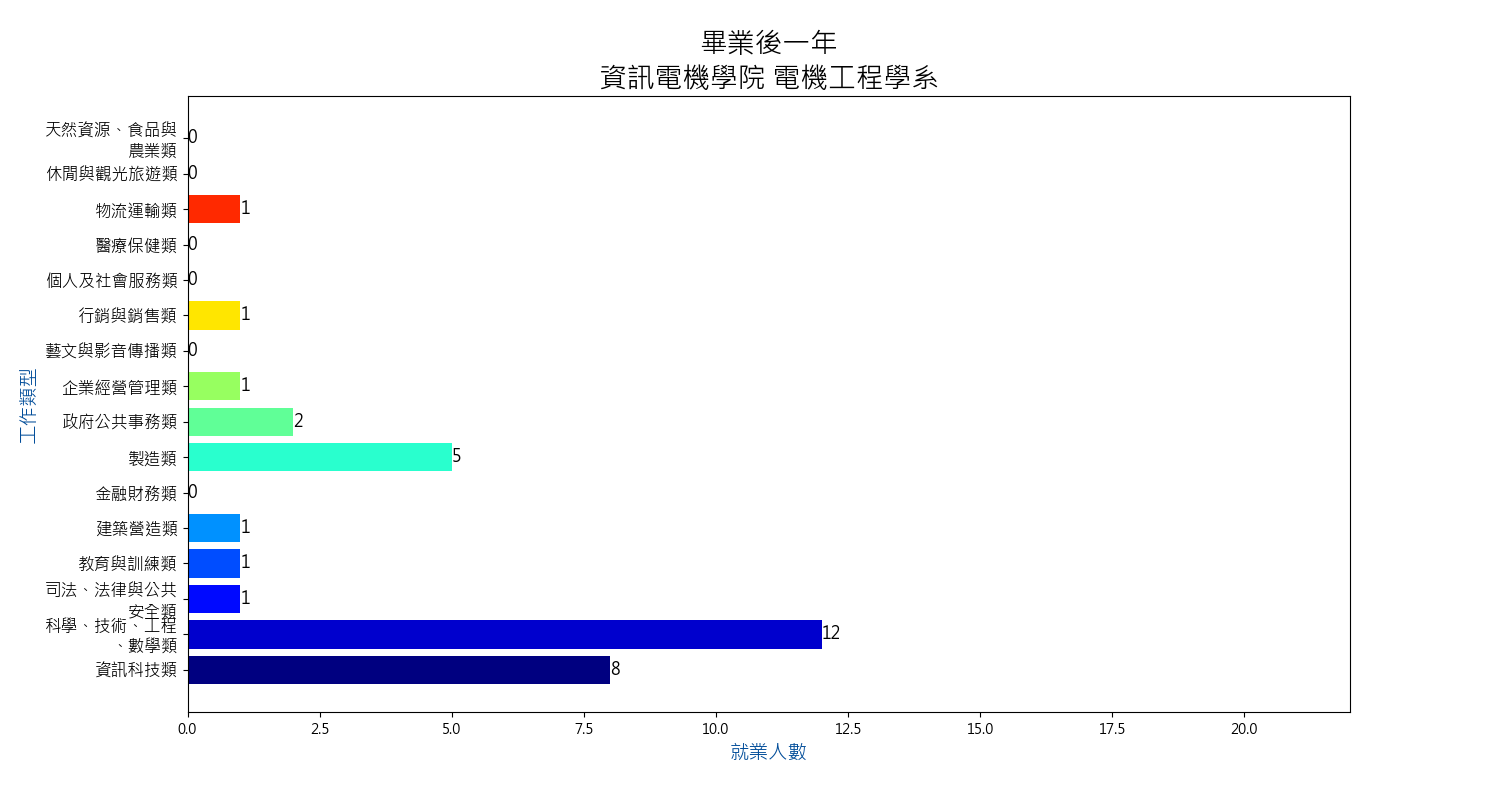 畢業後一年
資訊電機學院 電機工程學系
工作類型
天然資源、食品與
農業類
0
休閒與觀光旅遊類
0
物流運輸類
1
醫療保健類
0
個人及社會服務類
0
行銷與銷售類
1
藝文與影音傳播類
0
企業經營管理類
1
政府公共事務類
2
製造類
5
金融財務類
0
建築營造類
1
教育與訓練類
1
司法、法律與公共
安全類
1
科學、技術、工程
、數學類
12
資訊科技類
8
0.0 2.5 5.0 7.5 10.0 12.5 15.0 17.5 20.0
就業人數